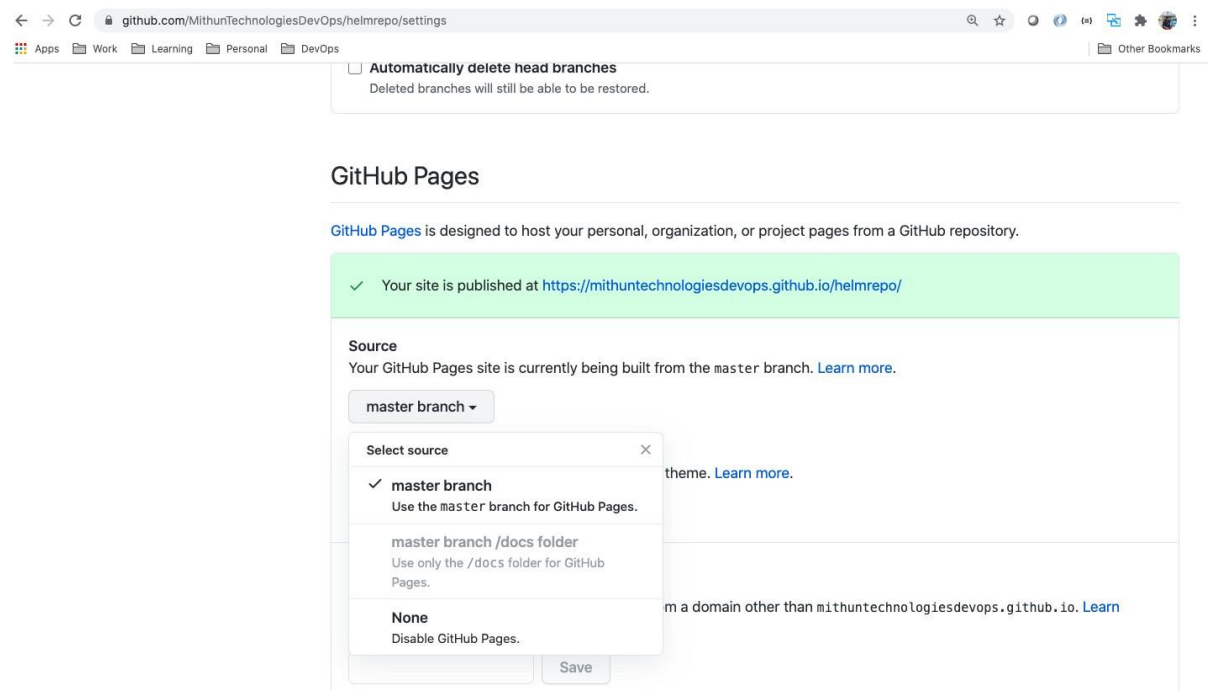 github.com/MithunTechnologiesDevOps/helmrepo/settings
Apps Work Learning Personal DevOps Other Bookmarks
Automatically delete head branches
Deleted branches will still be able to be restored.
GitHub Pages
GitHub Pages is designed to host your personal, organization, or project pages from a GitHub repository.
Your site is published at https://mithuntechnologiesdevops.github.io/helmrepo/
Source
Your GitHub Pages site is currently being built from the master branch. Learn more.
master branch
Select source
theme. Learn more.
master branch
Use the master branch for GitHub Pages.
master branch /docs folder
Use only the /docs folder for GitHub
Pages.
m a domain other than mithuntechnologiesdevops.github.io. Learn
None
Disable GitHub Pages.
Save